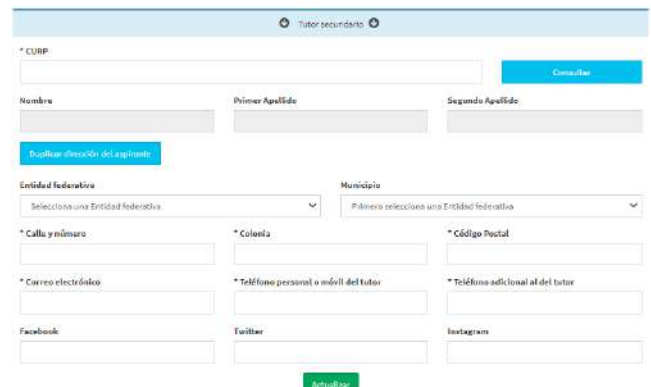 Tutor secundario
* CURP
Consultar
Nombre Primer Apellido Segundo Apellido
Duplicar dirección del aspirante
Entidad federativa Municipio
Selecciona una Entidad federativa Primero selecciona una Entidad federativa
* Calle y número * Colonia * Código Postal
* Correo electrónico * Teléfono personal o móvil del tutor * Teléfono adicional al del tutor
Facebook Twitter Instagram
Actualizar